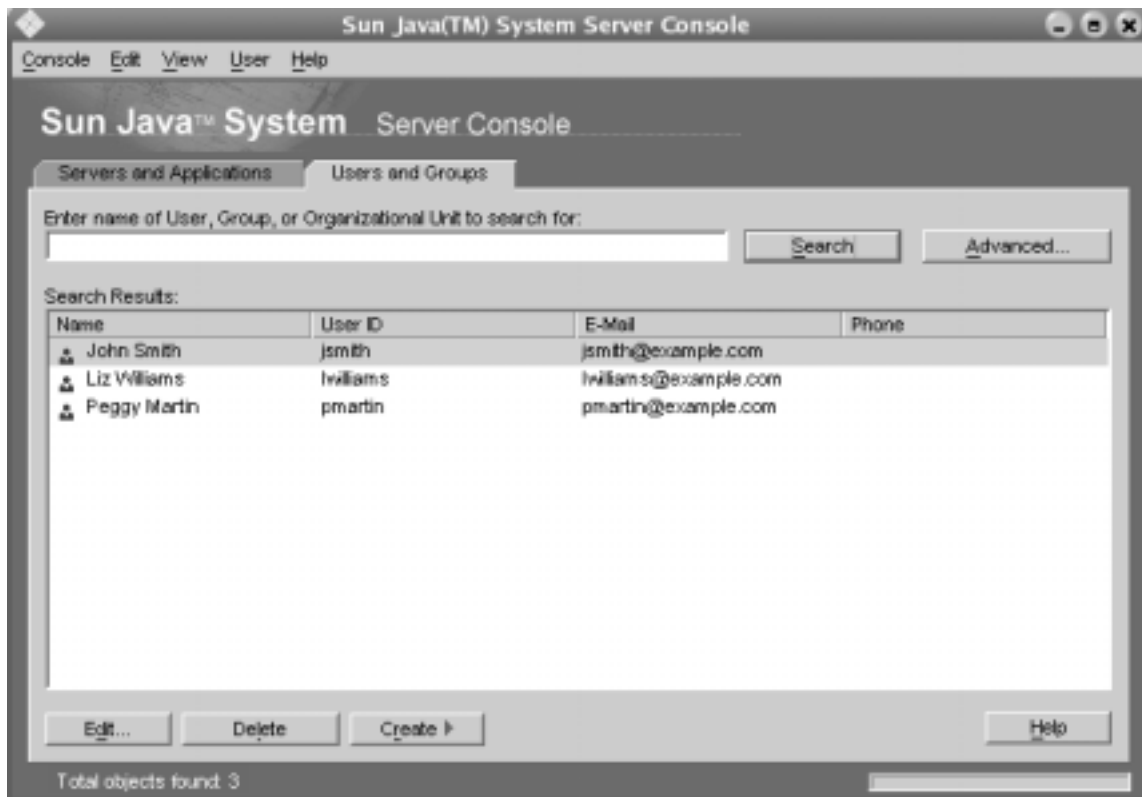 Sun Java(TM) System Server Console
Console Edit View User Help
Sun Java™ System Server Console
Servers and Applications Users and Groups
Enter name of User, Group, or Organizational Unit to search for:
Search Advanced...
Search Results:
Name User ID E-Mail Phone
John Smith jsmith jsmith@example.com
Liz Williams lwilliams lwilliams@example.com
Peggy Martin pmartin pmartin@example.com
Edit... Delete Create Help
Total objects found: 3